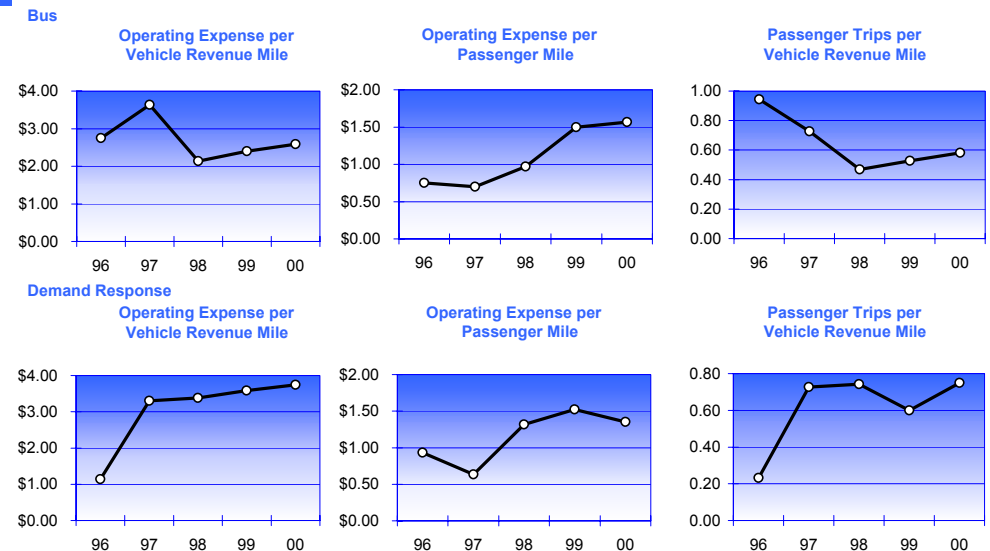 Bus
Operating Expense per
Vehicle Revenue Mile
$4.00
$3.00
$2.00
$1.00
$0.00
96 97 98 99 00
Operating Expense per
Passenger Mile
$2.00
$1.50
$1.00
$0.50
$0.00
96 97 98 99 00
Passenger Trips per
Vehicle Revenue Mile
1.00
0.80
0.60
0.40
0.20
0.00
96 97 98 99 00
Demand Response
Operating Expense per
Vehicle Revenue Mile
$4.00
$3.00
$2.00
$1.00
$0.00
96 97 98 99 00
Operating Expense per
Passenger Mile
$2.00
$1.50
$1.00
$0.50
$0.00
96 97 98 99 00
Passenger Trips per
Vehicle Revenue Mile
0.80
0.60
0.40
0.20
0.00
96 97 98 99 00